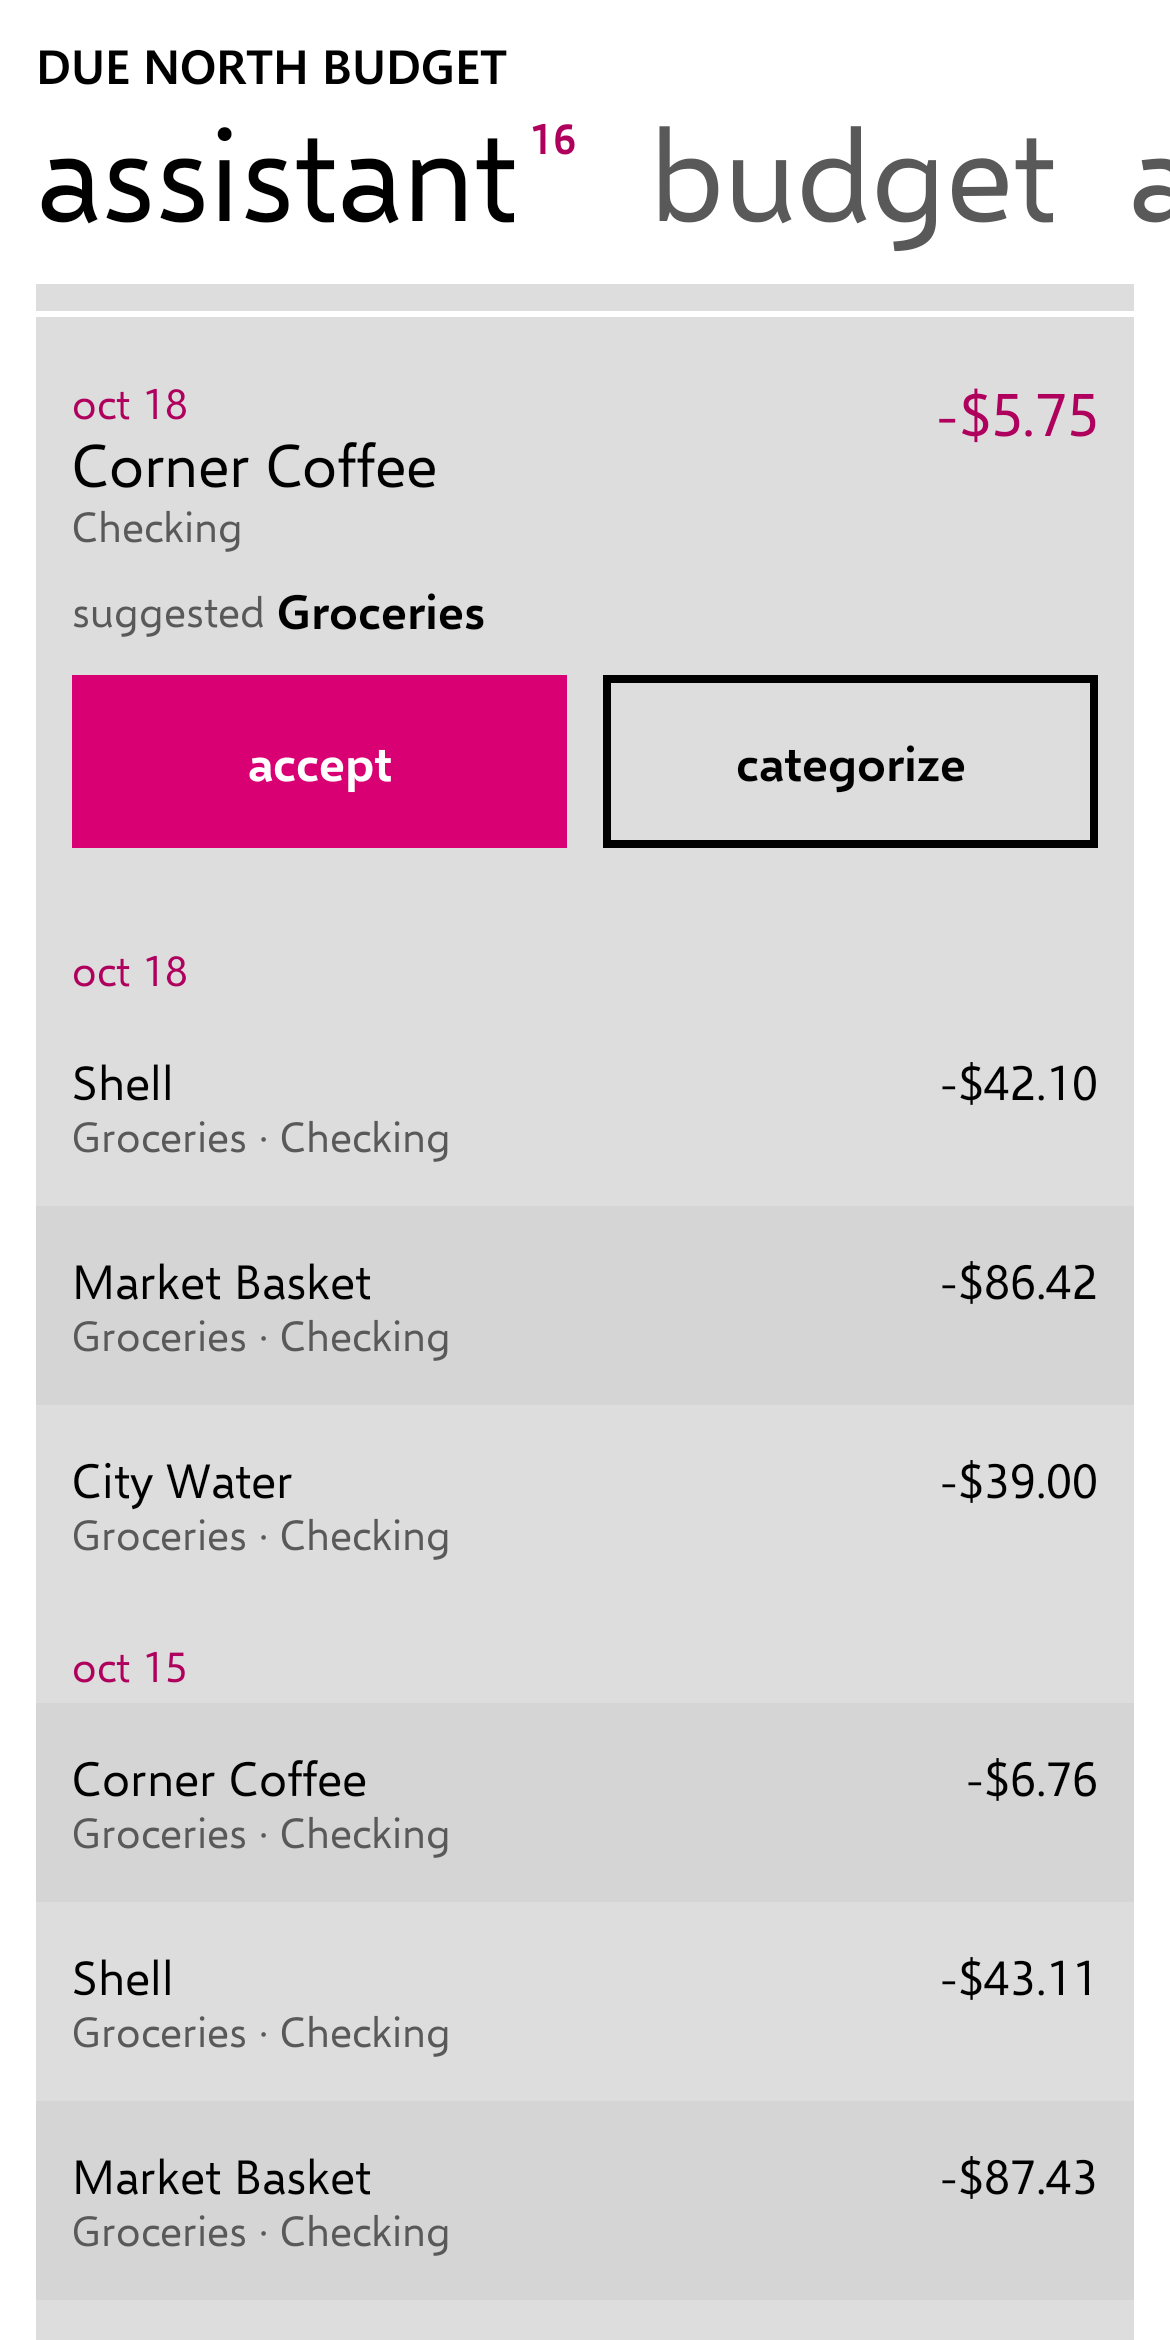 DUE NORTH BUDGET
assistant 16 budget
oct 18 -$5.75
Corner Coffee
Checking
suggested Groceries
accept categorize
oct 18
Shell -$42.10
Groceries · Checking
Market Basket -$86.42
Groceries · Checking
City Water -$39.00
Groceries · Checking
oct 15
Corner Coffee -$6.76
Groceries · Checking
Shell -$43.11
Groceries · Checking
Market Basket -$87.43
Groceries · Checking